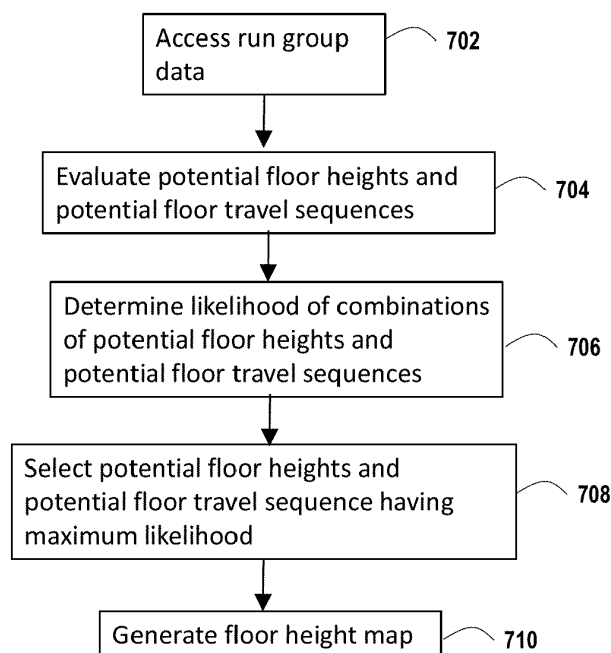 Access run group
data
702
Evaluate potential floor heights and
potential floor travel sequences
704
Determine likelihood of combinations
of potential floor heights and
potential floor travel sequences
706
Select potential floor heights and
potential floor travel sequence having
maximum likelihood
708
Generate floor height map
710